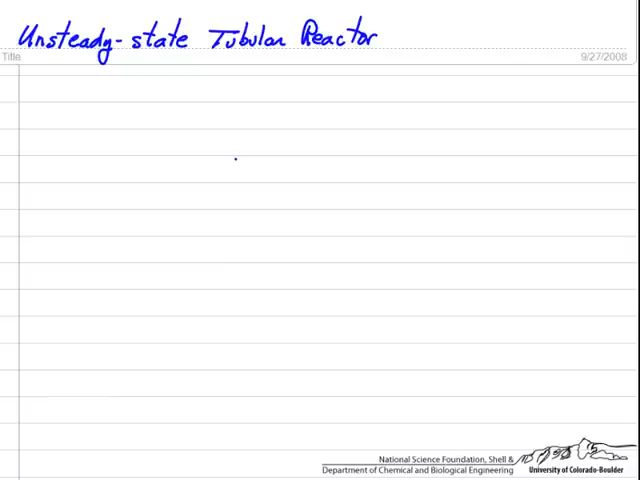 Unsteady-state Tubular Reactor
Title 9/27/2008
National Science Foundation, Shell &
Department of Chemical and Biological Engineering
University of Colorado-Boulder